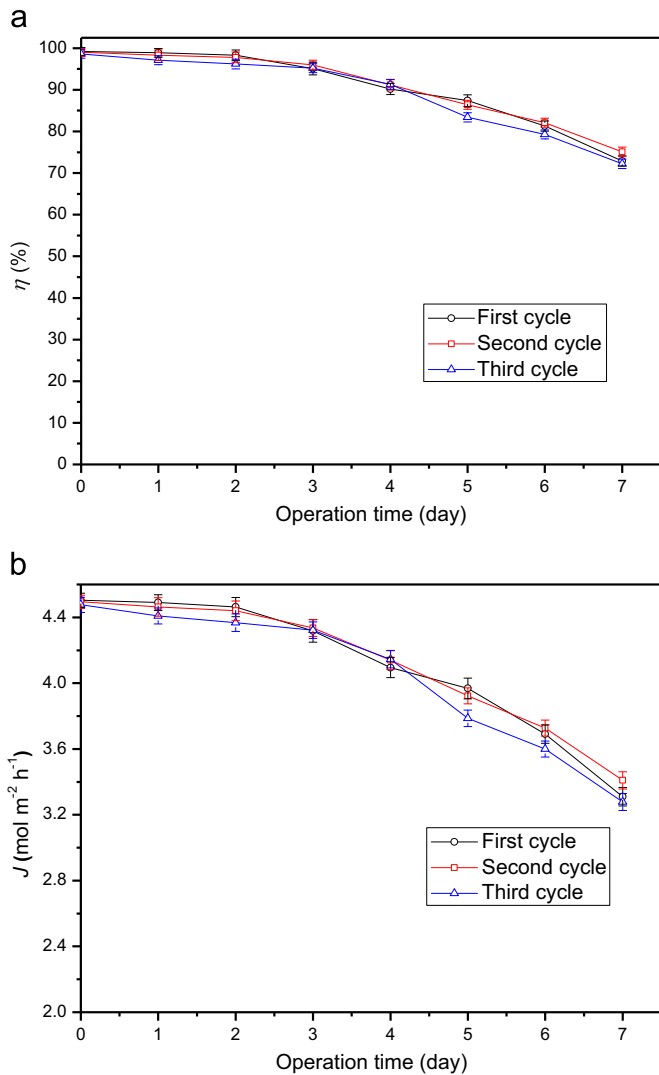 a
100
90
80
70
60
50
40
30
20
10
0
η (%)
First cycle
Second cycle
Third cycle
0 1 2 3 4 5 6 7
Operation time (day)
b
4.4
4.0
3.6
3.2
2.8
2.4
2.0
J (mol m⁻² h⁻¹)
First cycle
Second cycle
Third cycle
0 1 2 3 4 5 6 7
Operation time (day)